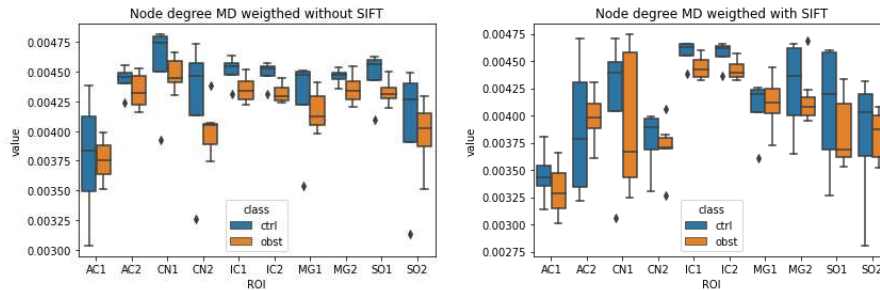 Node degree MD weigthed without SIFT
0.00475
0.00450
0.00425
0.00400
0.00375
0.00350
0.00325
0.00300
value
AC1 AC2 CN1 CN2 IC1 IC2 MG1 MG2 SO1 SO2
ROI
class
ctrl
obst
Node degree MD weigthed with SIFT
0.00475
0.00450
0.00425
0.00400
0.00375
0.00350
0.00325
0.00300
0.00275
value
AC1 AC2 CN1 CN2 IC1 IC2 MG1 MG2 SO1 SO2
ROI
class
ctrl
obst